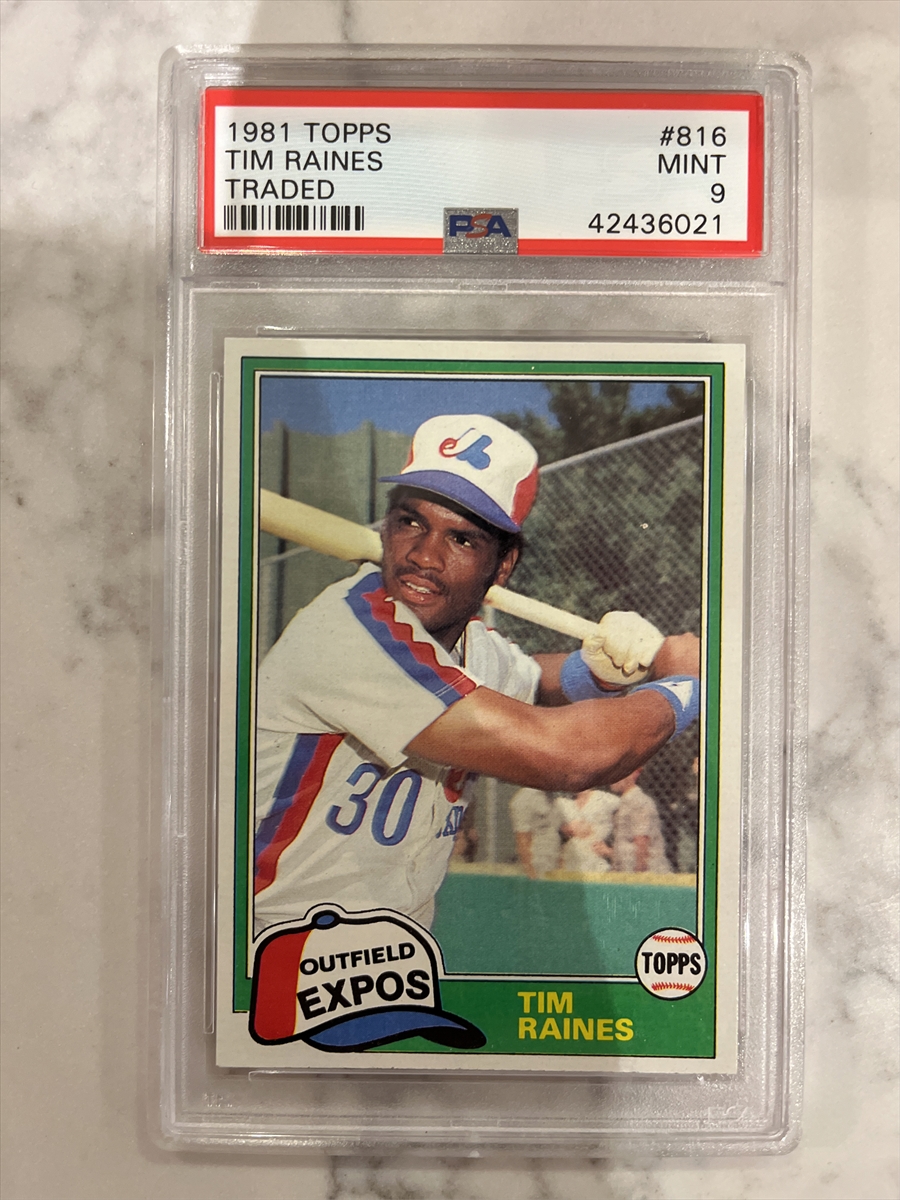 1981 TOPPS
#816
TIM RAINES
MINT
TRADED
9
PSA
42436021
30
OUTFIELD
EXPOS
TOPPS
TIM
RAINES